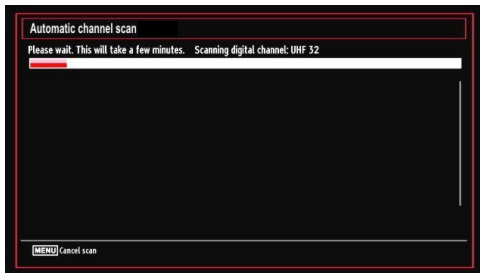 Automatic channel scan
Please wait. This will take a few minutes. Scanning digital channel: UHF 32
MENU Cancel scan